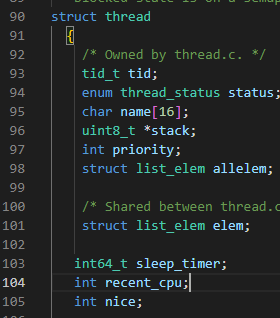 90 struct thread
91 {
92 /* Owned by thread.c. */
93 tid_t tid;
94 enum thread_status status;
95 char name[16];
96 uint8_t *stack;
97 int priority;
98 struct list_elem allelem;
99
100 /* Shared between thread.c
101 struct list_elem elem;
102
103 int64_t sleep_timer;
104 int recent_cpu;
105 int nice;